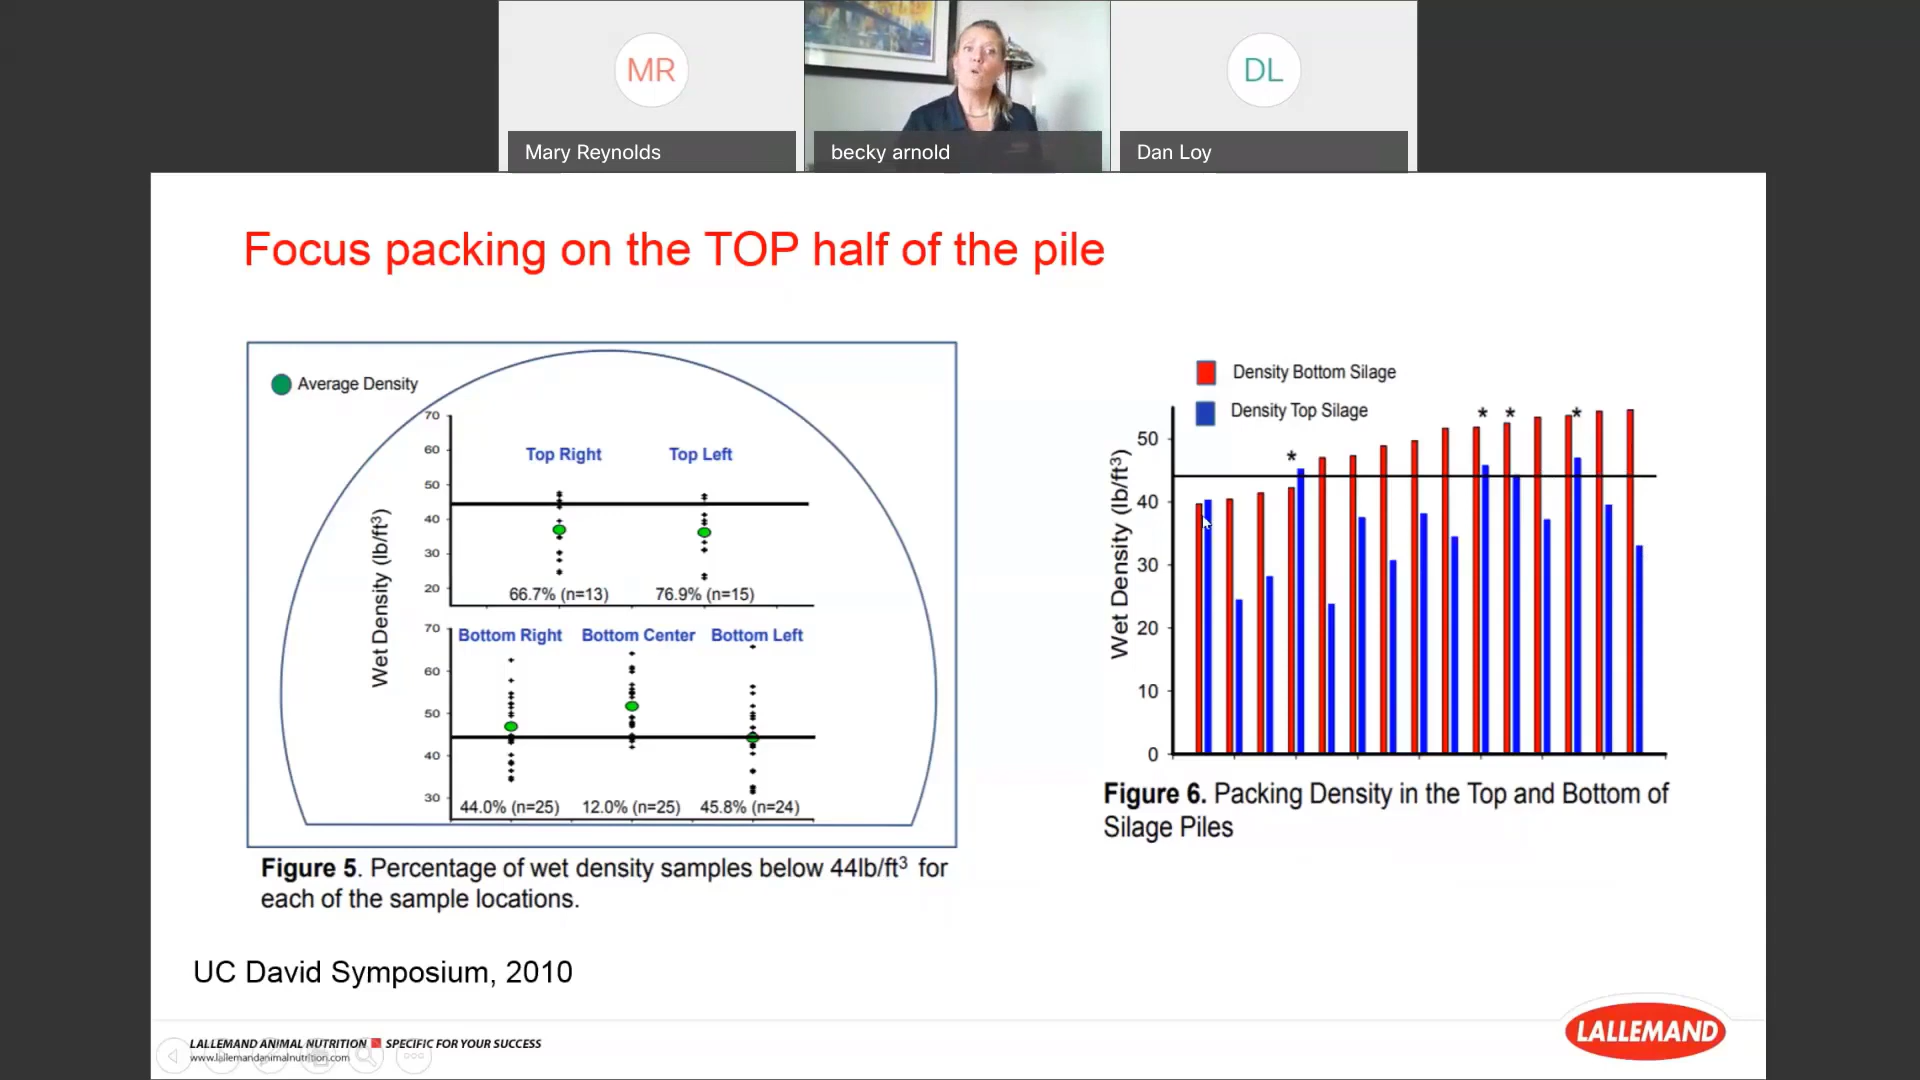 MR
DL
Mary Reynolds
becky arnold
Dan Loy
Focus packing on the TOP half of the pile
Average Density
Wet Density (lb/ft³)
70
60
50
40
30
20
Top Right
Top Left
66.7% (n=13)
76.9% (n=15)
70
60
50
40
30
Bottom Right
Bottom Center
Bottom Left
44.0% (n=25)
12.0% (n=25)
45.8% (n=24)
Figure 5. Percentage of wet density samples below 44lb/ft³ for
each of the sample locations.
Density Bottom Silage
Density Top Silage
Wet Density (lb/ft³)
50
40
30
20
10
0
*
* *
*
Figure 6. Packing Density in the Top and Bottom of
Silage Piles
UC David Symposium, 2010
LALLEMAND ANIMAL NUTRITION SPECIFIC FOR YOUR SUCCESS
www.lallemandanimalnutrition.com
LALLEMAND